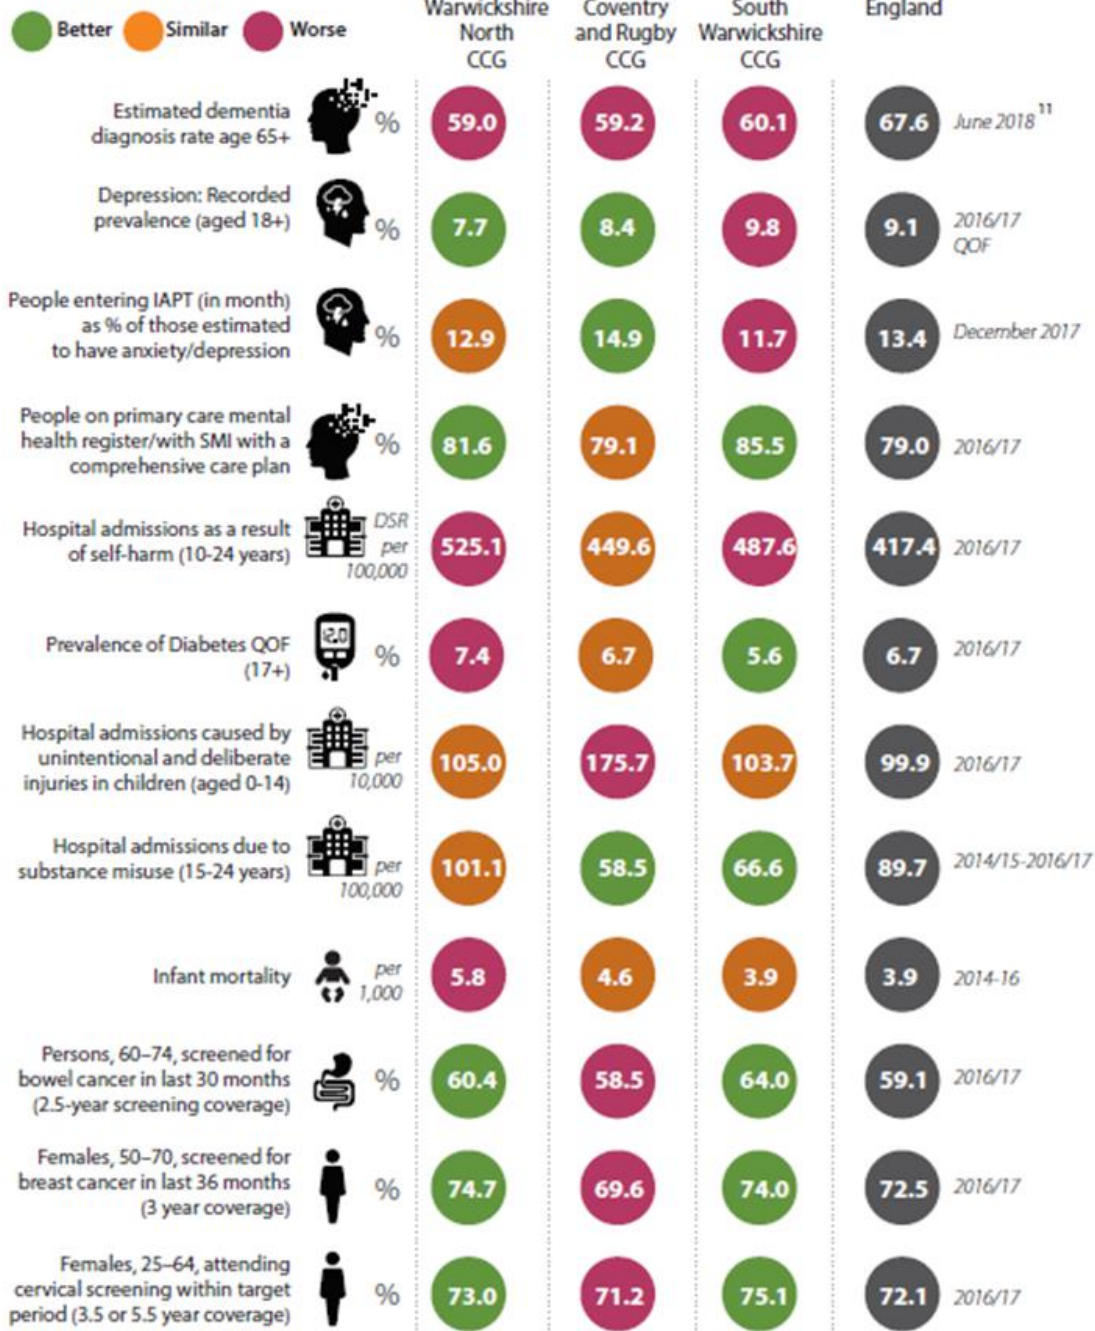 Better Similar Worse
Warwickshire
North
CCG
Coventry
and Rugby
CCG
South
Warwickshire
CCG
England
Estimated dementia
diagnosis rate age 65+
% 59.0 59.2 60.1 67.6 June 2018 11
Depression: Recorded
prevalence (aged 18+)
% 7.7 8.4 9.8 9.1 2016/17
QOF
People entering IAPT (in month)
as % of those estimated
to have anxiety/depression
% 12.9 14.9 11.7 13.4 December 2017
People on primary care mental
health register/with SMI with a
comprehensive care plan
% 81.6 79.1 85.5 79.0 2016/17
Hospital admissions as a result
of self-harm (10-24 years)
DSR
per
100,000
525.1 449.6 487.6 417.4 2016/17
Prevalence of Diabetes QOF
(17+)
12.0
% 7.4 6.7 5.6 6.7 2016/17
Hospital admissions caused by
unintentional and deliberate
injuries in children (aged 0-14)
per
10,000
105.0 175.7 103.7 99.9 2016/17
Hospital admissions due to
substance misuse (15-24 years)
per
100,000
101.1 58.5 66.6 89.7 2014/15-2016/17
Infant mortality
per
1,000
5.8 4.6 3.9 3.9 2014-16
Persons, 60–74, screened for
bowel cancer in last 30 months
(2.5-year screening coverage)
% 60.4 58.5 64.0 59.1 2016/17
Females, 50–70, screened for
breast cancer in last 36 months
(3 year coverage)
% 74.7 69.6 74.0 72.5 2016/17
Females, 25–64, attending
cervical screening within target
period (3.5 or 5.5 year coverage)
% 73.0 71.2 75.1 72.1 2016/17